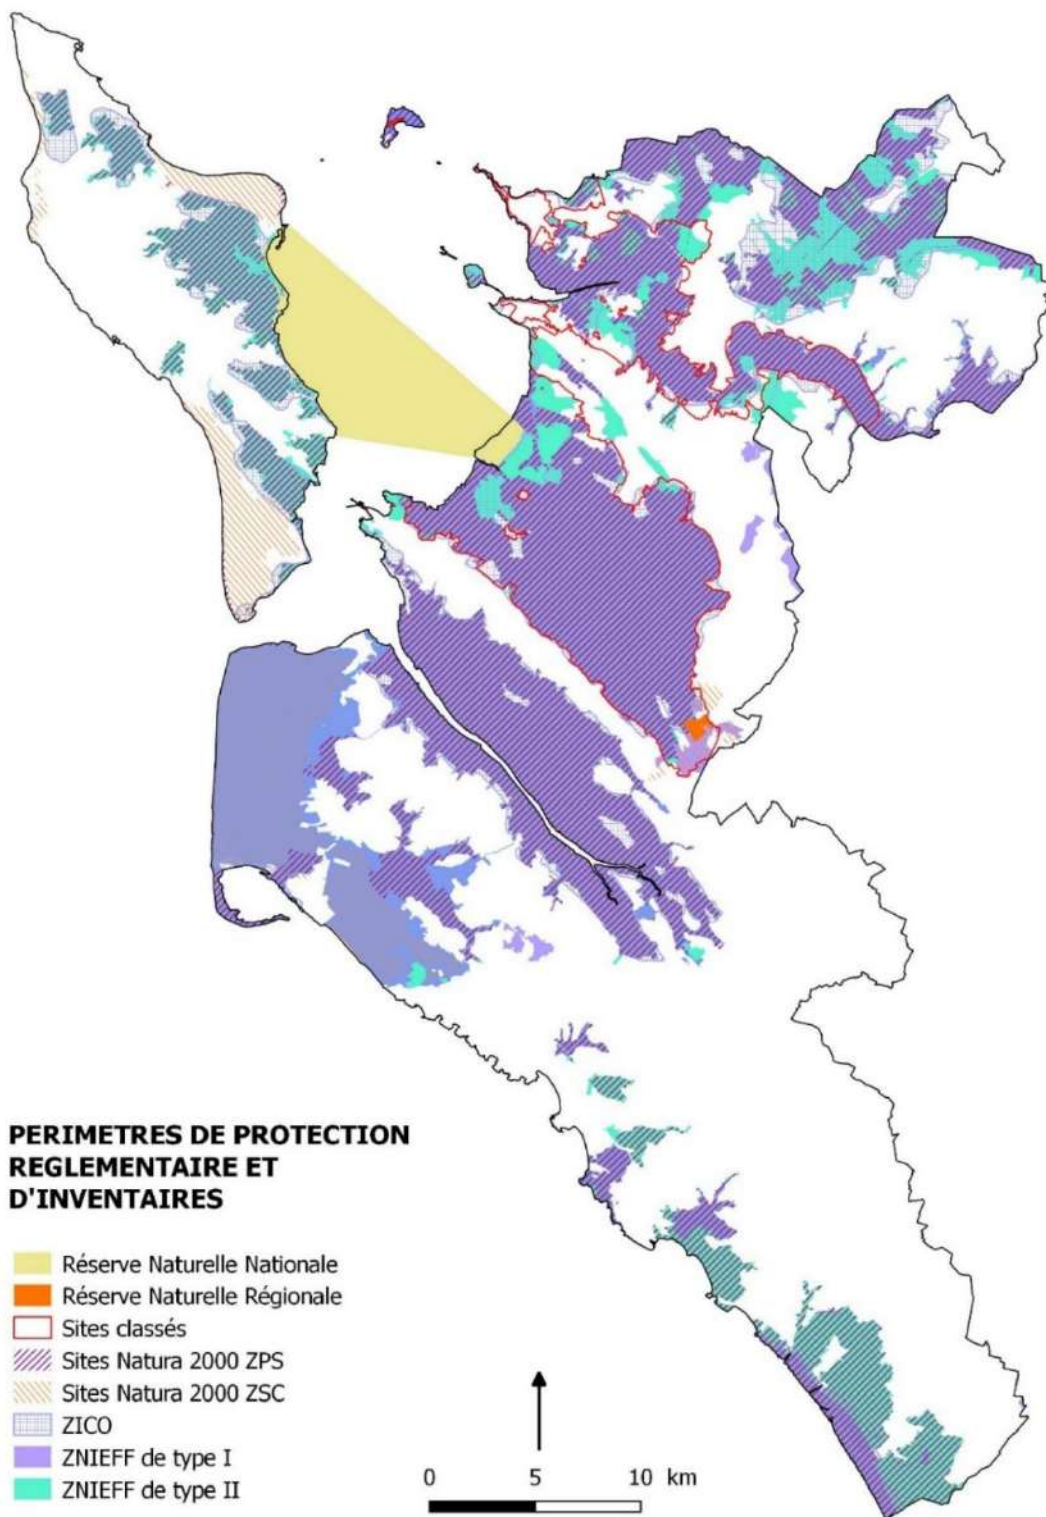 PERIMETRES DE PROTECTION
REGLEMENTAIRE ET
D'INVENTAIRES
Réserve Naturelle Nationale
Réserve Naturelle Régionale
Sites classés
Sites Natura 2000 ZPS
Sites Natura 2000 ZSC
ZICO
ZNIEFF de type I
ZNIEFF de type II
0 5 10 km